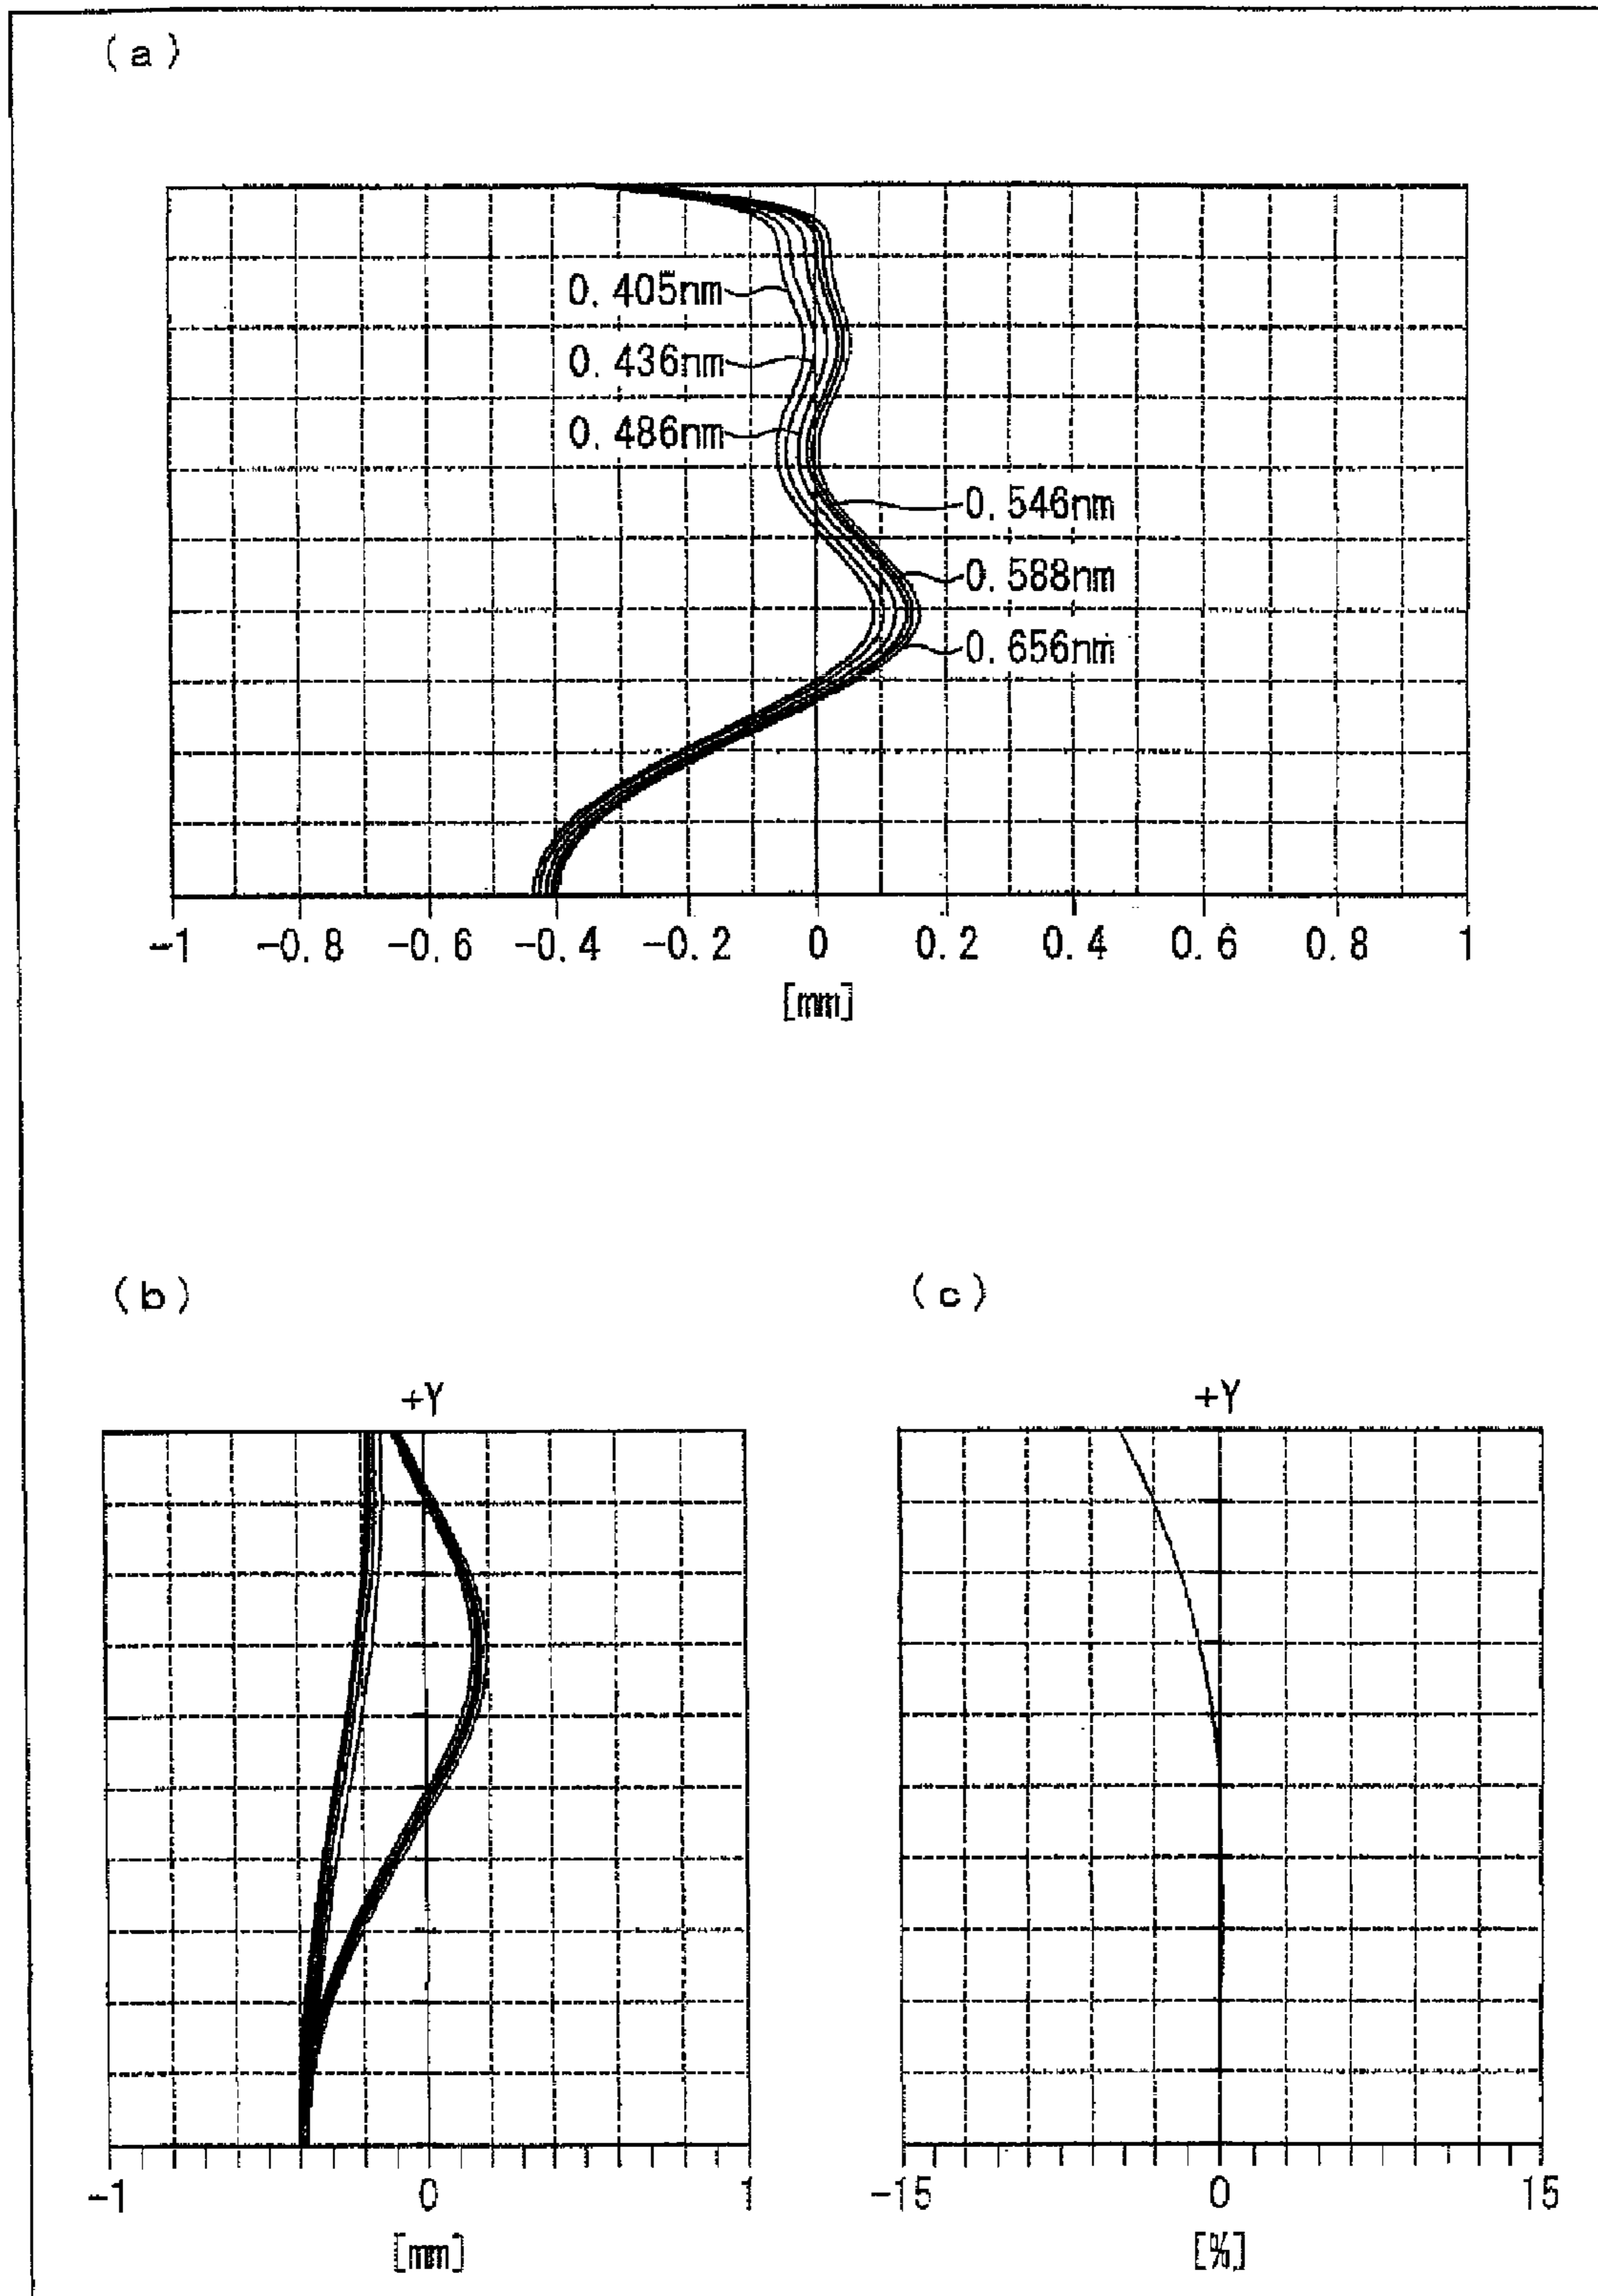 (a)
0.405nm
0.436nm
0.486nm
0.546nm
0.588nm
0.656nm
-1 -0.8 -0.6 -0.4 -0.2 0 0.2 0.4 0.6 0.8 1
[mm]
(b) (c)
+Y +Y
-1 0 1 -15 0 15
[mm] [%]